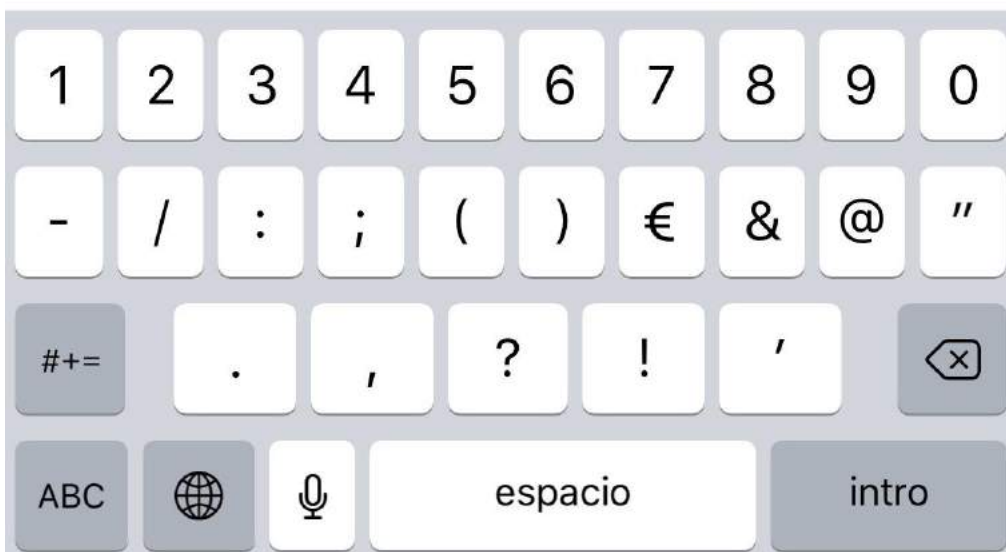 1 2 3 4 5 6 7 8 9 0
- / : ; ( ) € & @ "
#+= . , ? ! '
ABC espacio intro